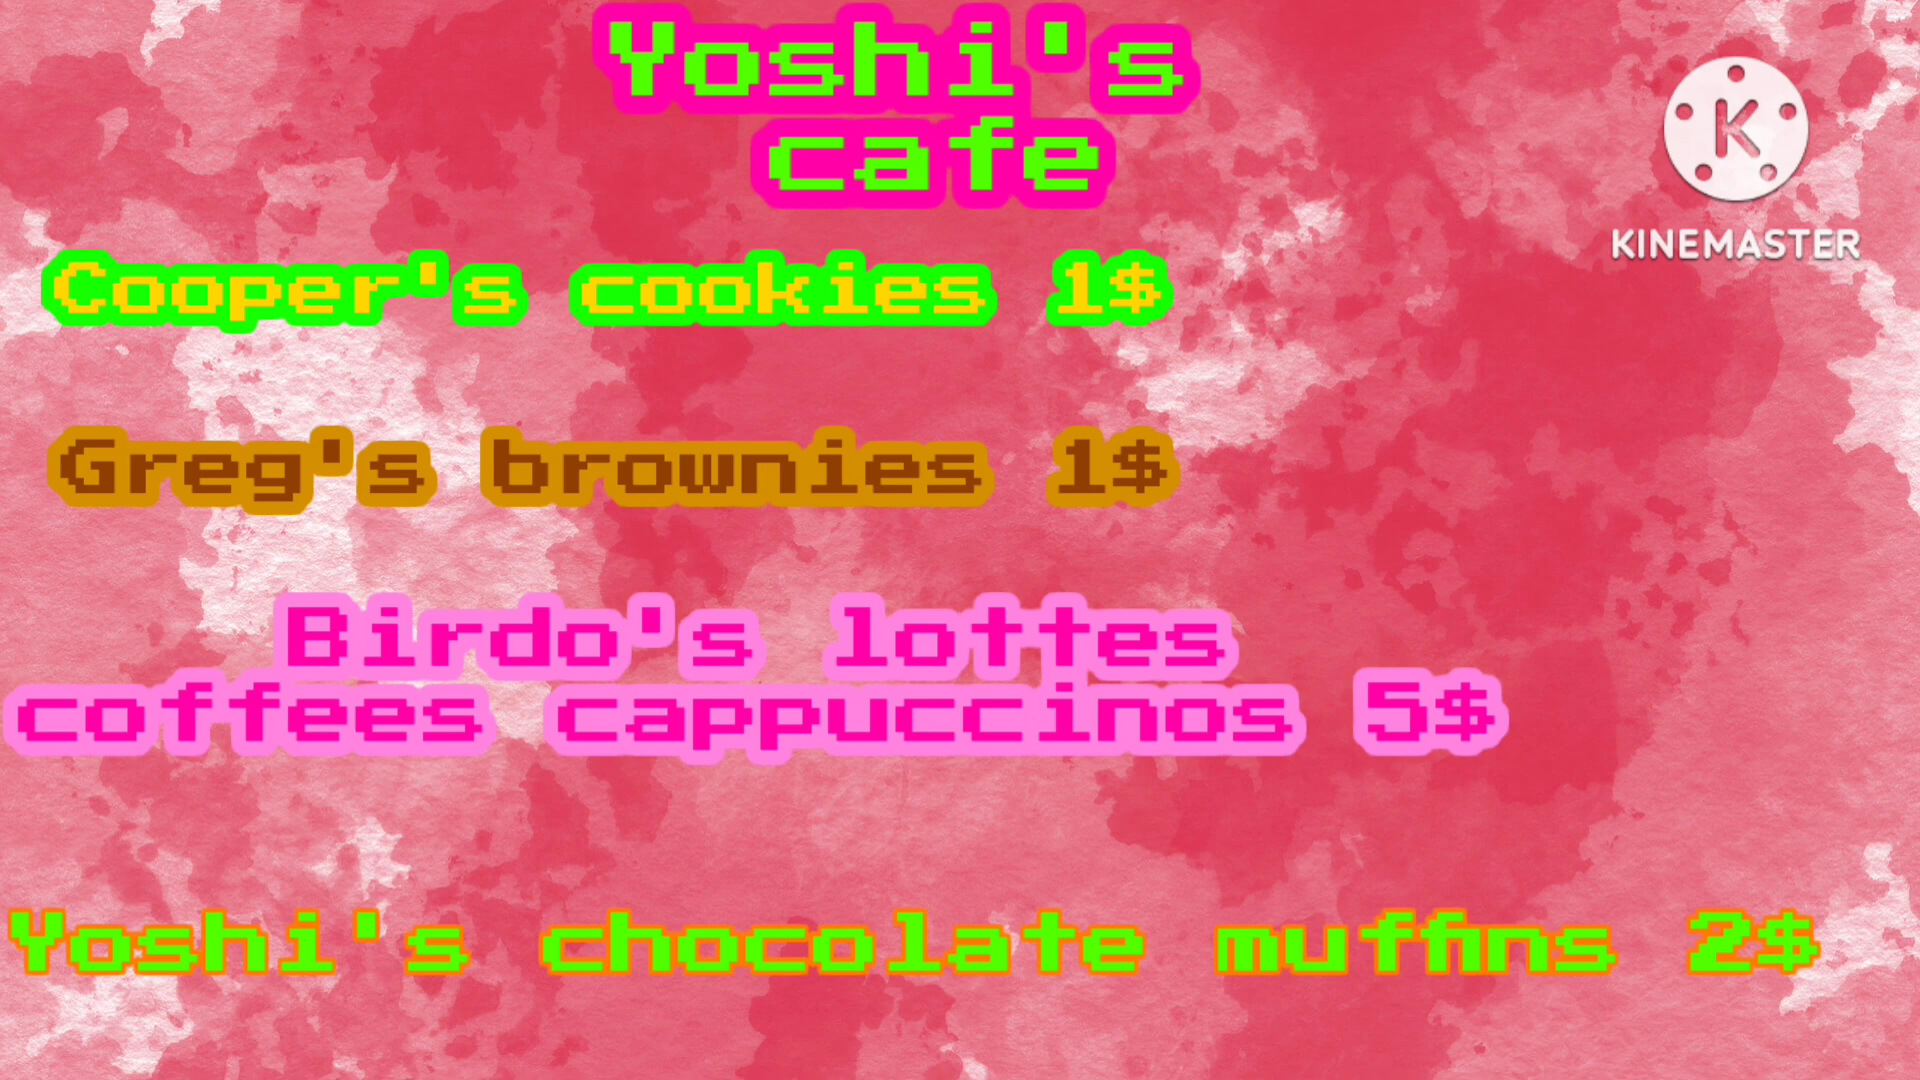 Yoshi's
cafe
K
KINEMASTER
Cooper's cookies 1$
Greg's brownies 1$
Birdo's lottes
coffees cappuccinos 5$
Yoshi's chocolate muffins 2$